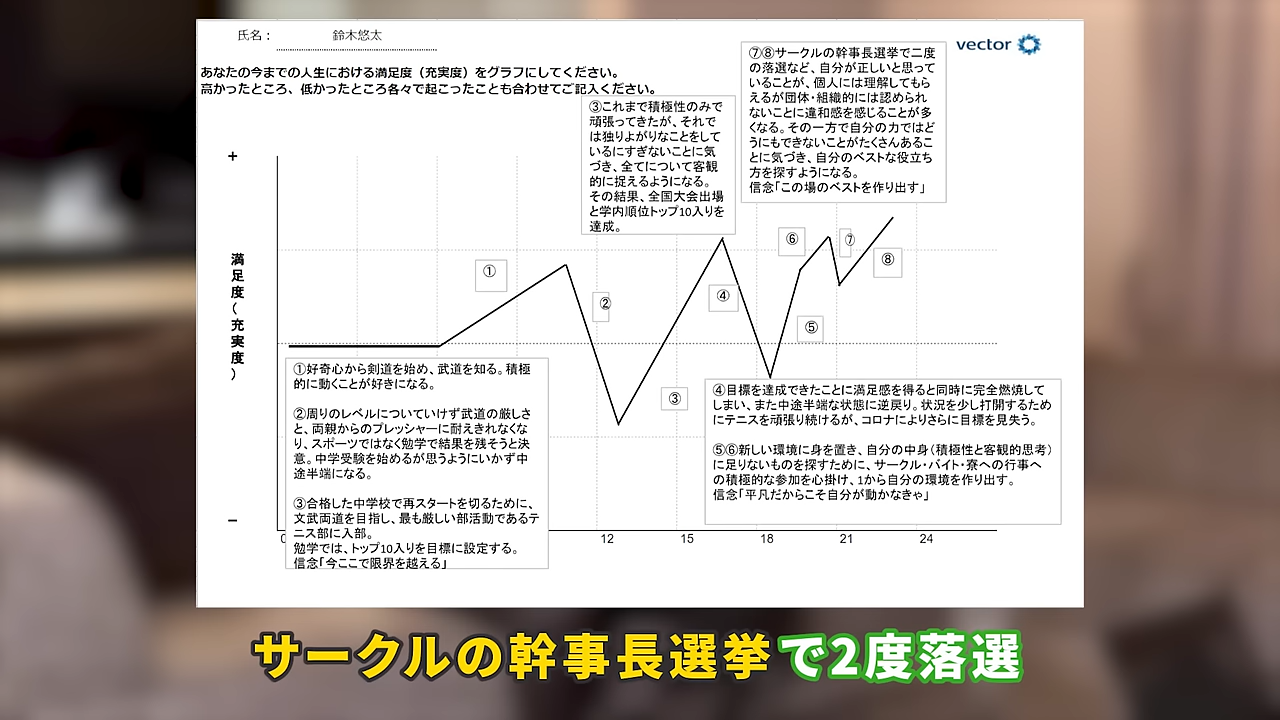 氏名： 鈴木悠太
vector
あなたの今までの人生における満足度（充実度）をグラフにしてください。
高かったところ、低かったところ各々で起こったことも合わせてご記入ください。
⑦⑧サークルの幹事長選挙で二度
の落選など、自分が正しいと思って
いることが、個人には理解してもら
えるが団体・組織的には認められ
ないことに違和感を感じることが多
くなる。その一方で自分の力ではど
うにもできないことがたくさんあるこ
とに気づき、自分のベストな役立ち
方を探すようになる。
信念「この場のベストを作り出す」
③これまで積極性のみで
頑張ってきたが、それで
は独りよがりなことをして
いるにすぎないことに気
づき、全てについて客観
的に捉えるようになる。
その結果、全国大会出場
と学内順位トップ10入りを
達成。
+
満足度（充実度）
−
①
②
③
④
⑤
⑥
⑦
⑧
①好奇心から剣道を始め、武道を知る。積極
的に動くことが好きになる。
②周りのレベルについていけず武道の厳しさ
と、両親からのプレッシャーに耐えきれなくな
り、スポーツではなく勉学で結果を残そうと決
意。中学受験を始めるが思うようにいかず中
途半端になる。
③合格した中学校で再スタートを切るために、
文武両道を目指し、最も厳しい部活動であるテ
ニス部に入部。
勉学では、トップ10入りを目標に設定する。
信念「今ここで限界を越える」
④目標を達成できたことに満足感を得ると同時に完全燃焼して
しまい、また中途半端な状態に逆戻り。状況を少し打開するため
にテニスを頑張り続けるが、コロナによりさらに目標を見失う。
⑤⑥新しい環境に身を置き、自分の中身（積極性と客観的思考）
に足りないものを探すために、サークル・バイト・寮への行事へ
の積極的な参加を心掛け、1から自分の環境を作り出す。
信念「平凡だからこそ自分が動かなきゃ」
12 15 18 21 24
サークルの幹事長選挙で2度落選